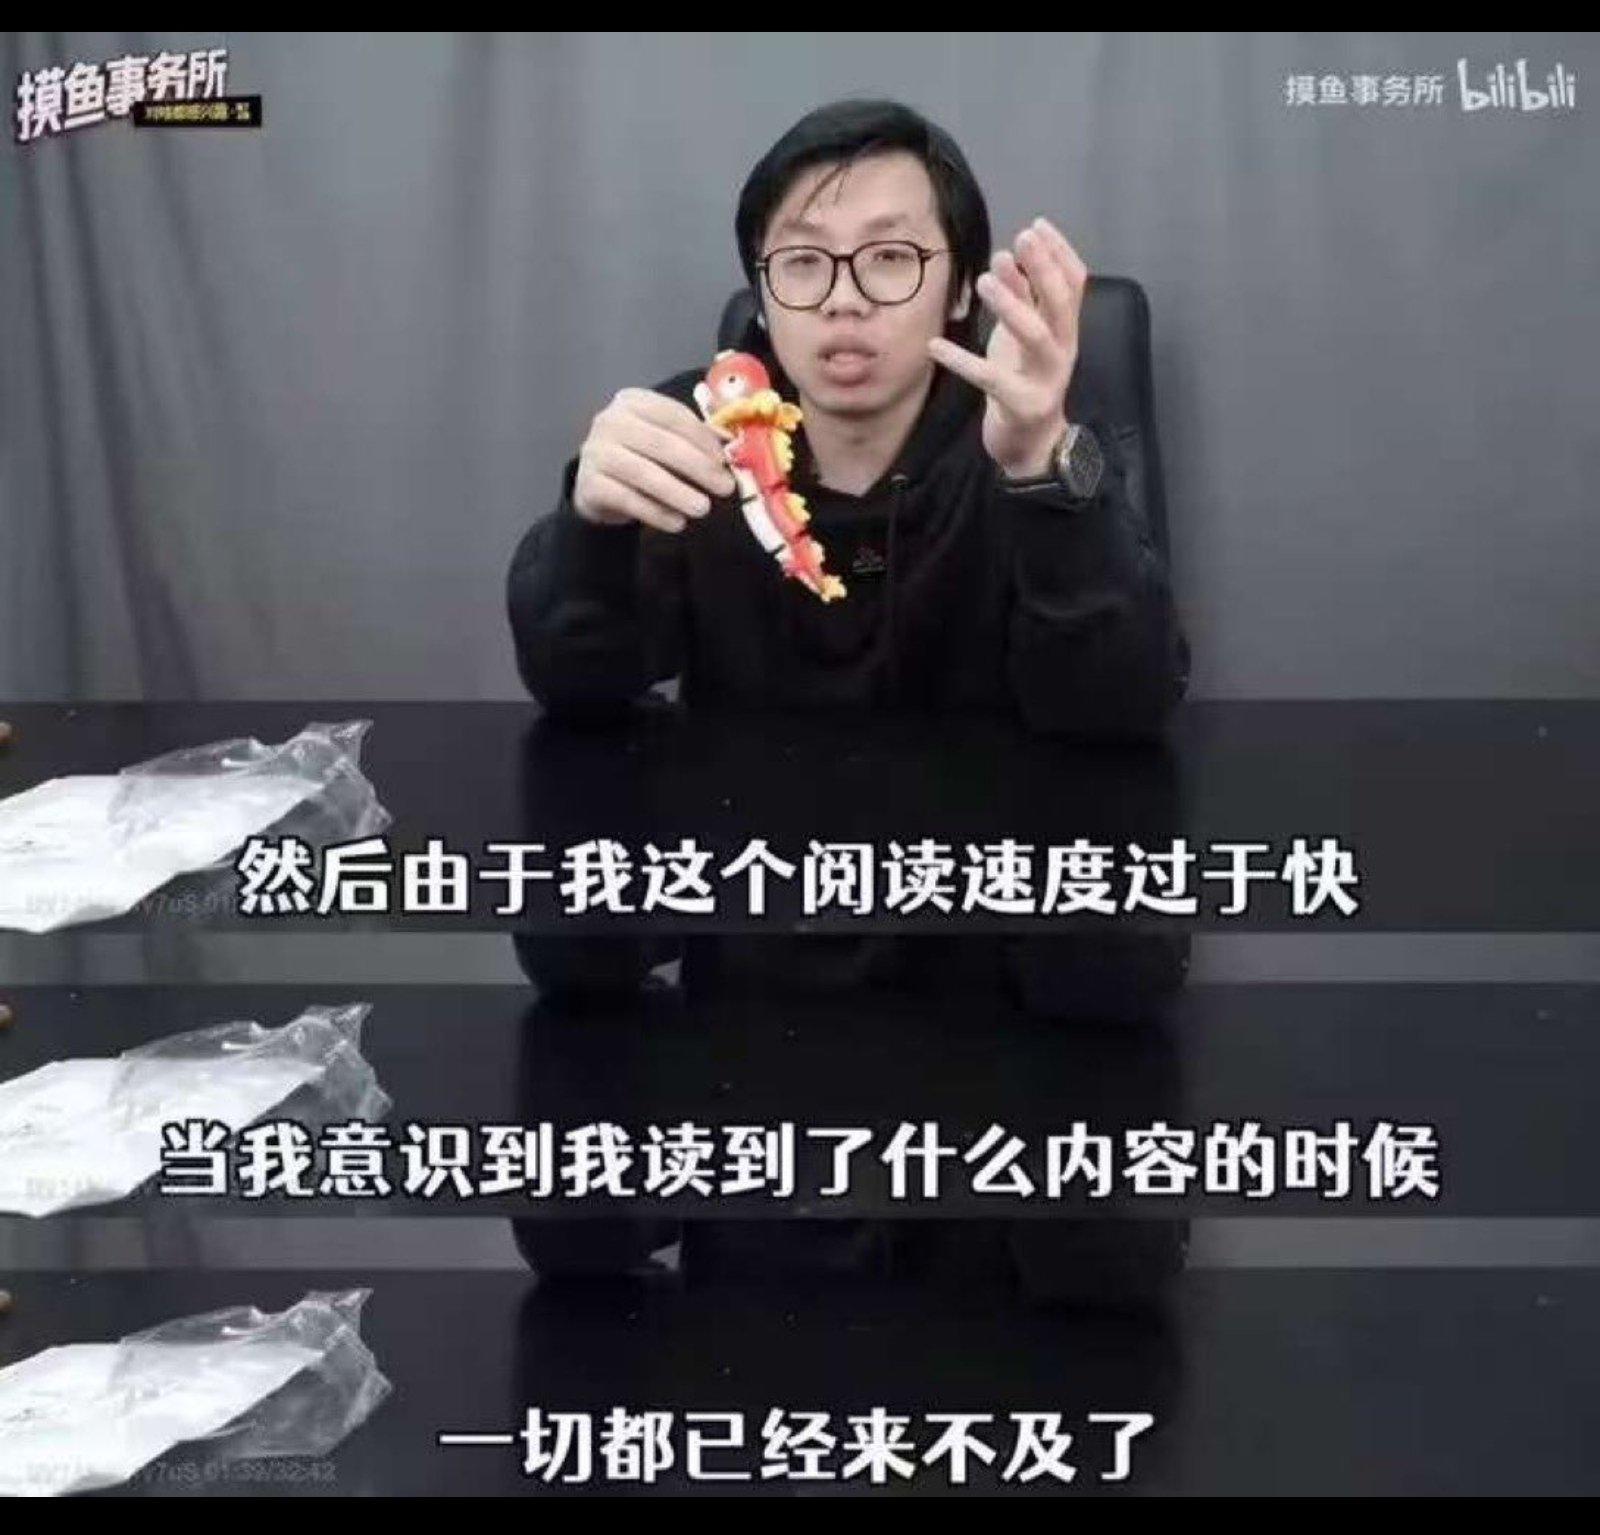 摸鱼事务所
摸鱼事务所 bilibili
然后由于我这个阅读速度过于快
当我意识到我读到了什么内容的时候
一切都已经来不及了